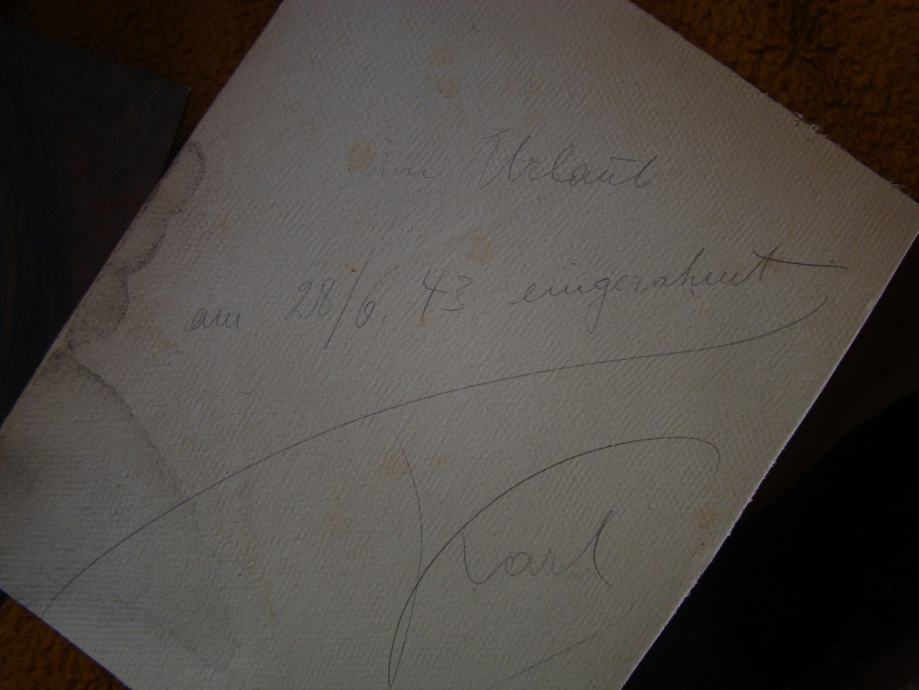 im Urlaub
am 28/6. 43 eingerahmt
Karl